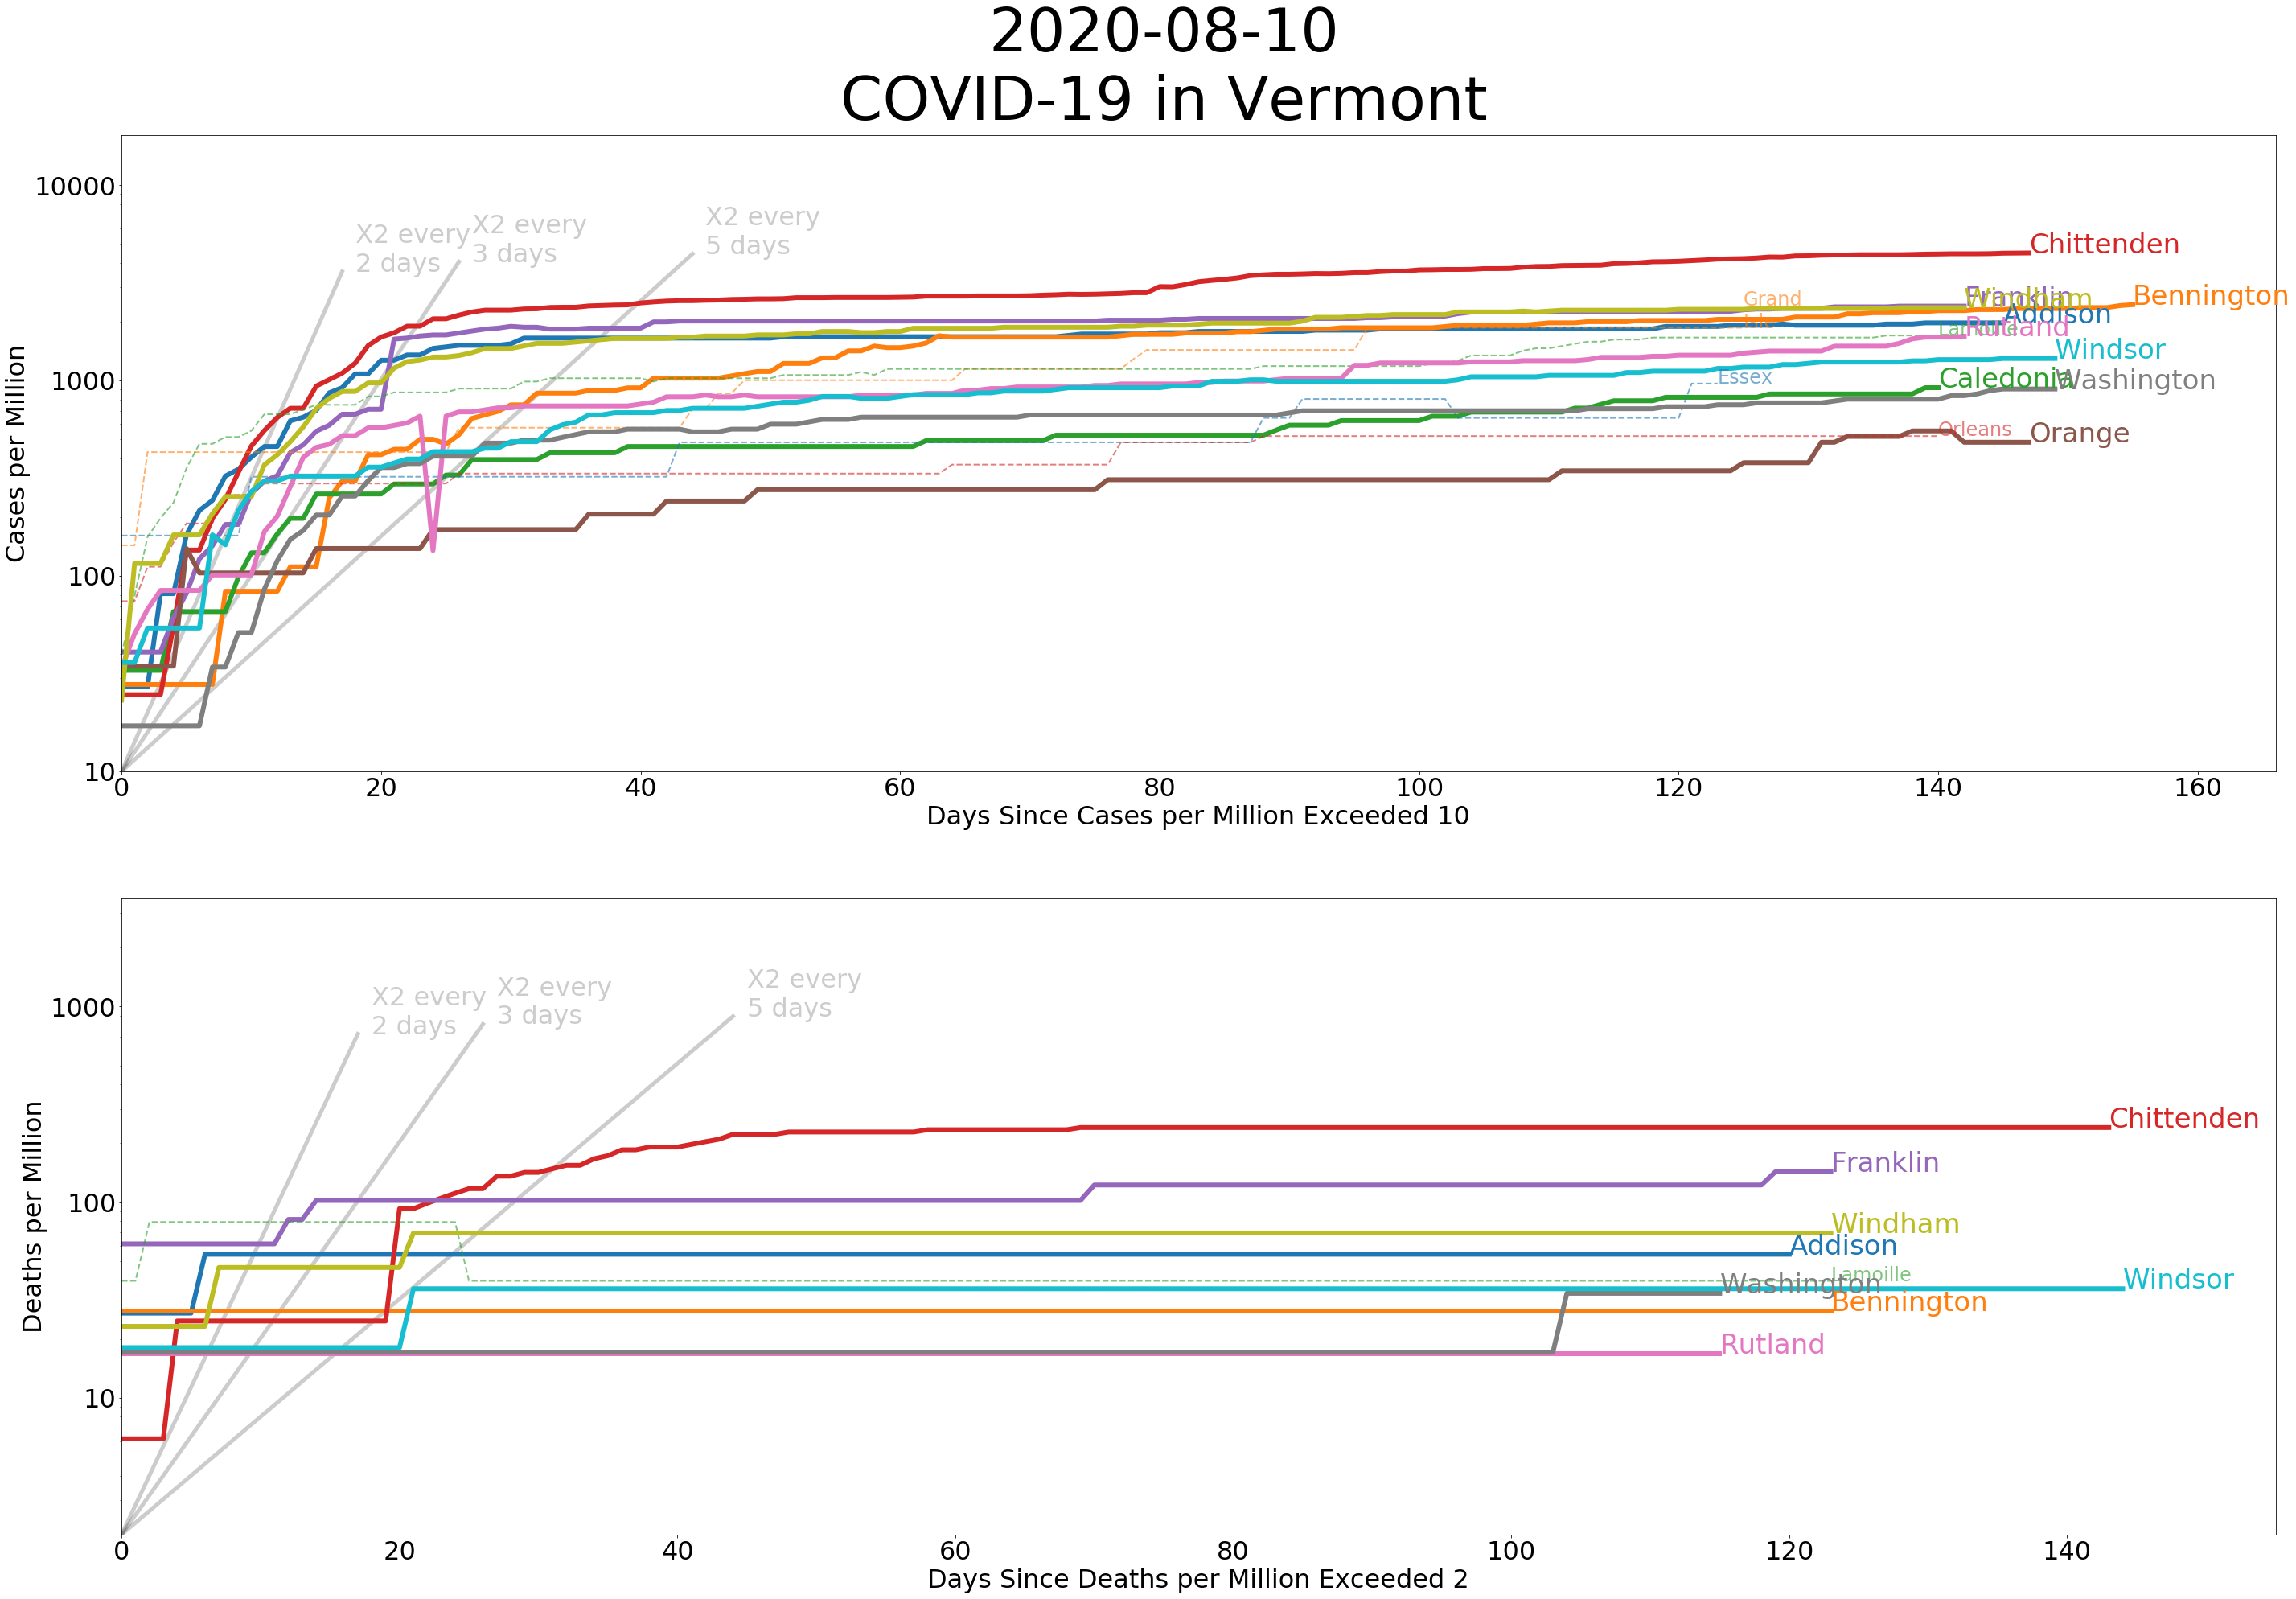 2020-08-10
COVID-19 in Vermont
Cases per Million
10000
1000
100
10
X2 every
2 days
X2 every
3 days
X2 every
5 days
Chittenden
Bennington
Franklin
Windham
Grand
Isle
Addison
Rutland
Lamoille
Windsor
Essex
Caledonia
Washington
Orleans
Orange
0 20 40 60 80 100 120 140 160
Days Since Cases per Million Exceeded 10
Deaths per Million
1000
100
10
X2 every
2 days
X2 every
3 days
X2 every
5 days
Chittenden
Franklin
Windham
Addison
Lamoille
Washington
Windsor
Bennington
Rutland
0 20 40 60 80 100 120 140
Days Since Deaths per Million Exceeded 2